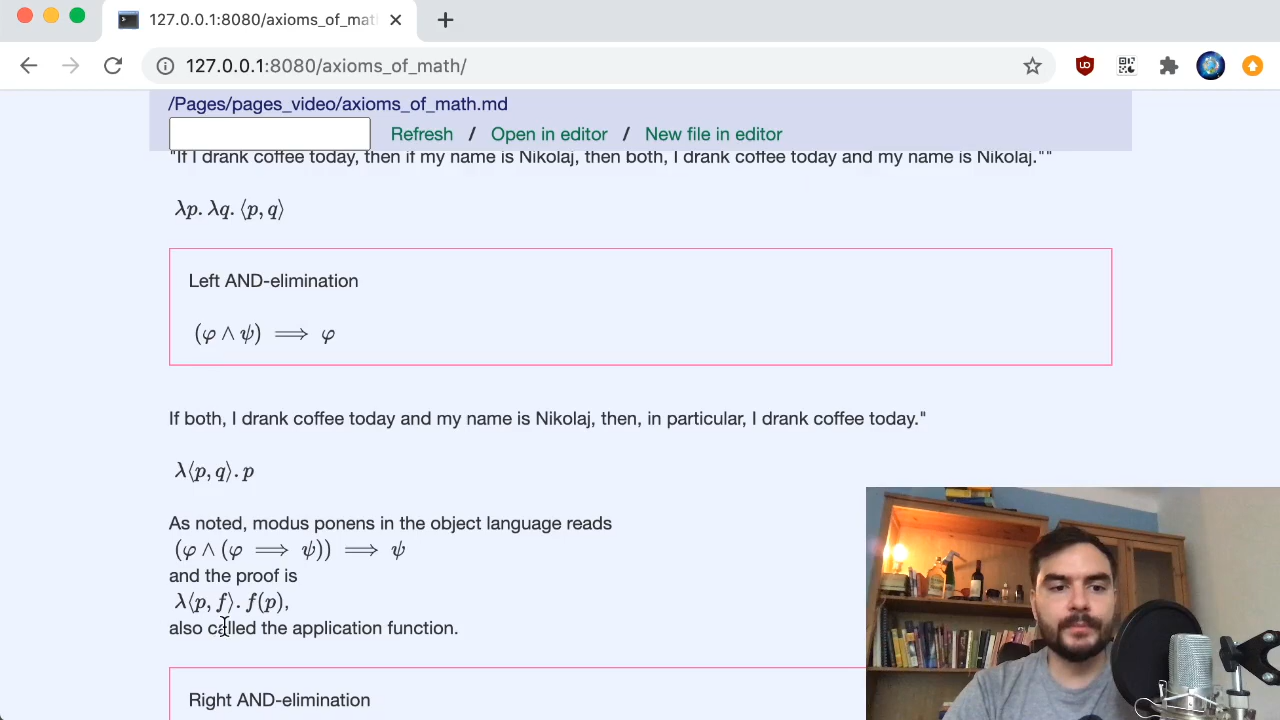 127.0.0.1:8080/axioms_of_mat
127.0.0.1:8080/axioms_of_math/
/Pages/pages_video/axioms_of_math.md
Refresh / Open in editor / New file in editor
"If I drank coffee today, then if my name is Nikolaj, then both, I drank coffee today and my name is Nikolaj.""
λp. λq. ⟨p, q⟩
Left AND-elimination
(φ ∧ ψ) ⟹ φ
If both, I drank coffee today and my name is Nikolaj, then, in particular, I drank coffee today."
λ⟨p, q⟩. p
As noted, modus ponens in the object language reads
(φ ∧ (φ ⟹ ψ)) ⟹ ψ
and the proof is
λ⟨p, f⟩. f(p),
also called the application function.
Right AND-elimination